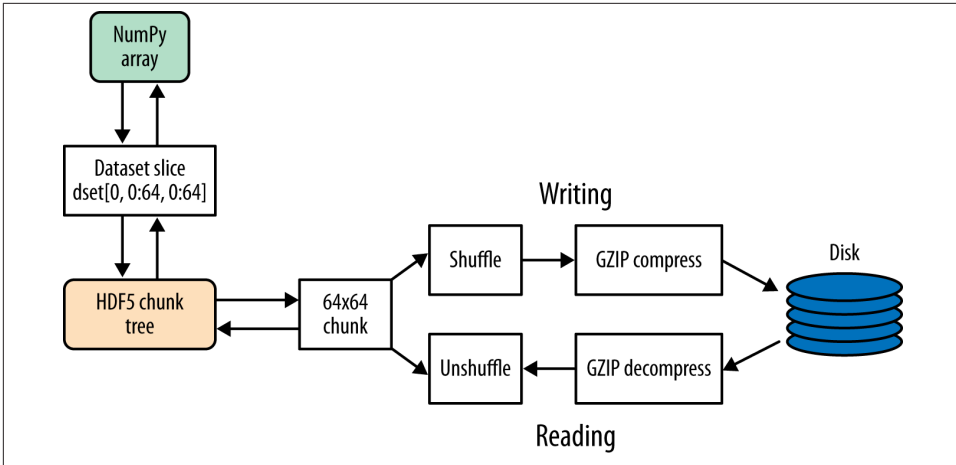 NumPy
array
Dataset slice
dset[0, 0:64, 0:64]
HDF5 chunk
tree
64x64
chunk
Writing
Shuffle
GZIP compress
Disk
Unshuffle
GZIP decompress
Reading